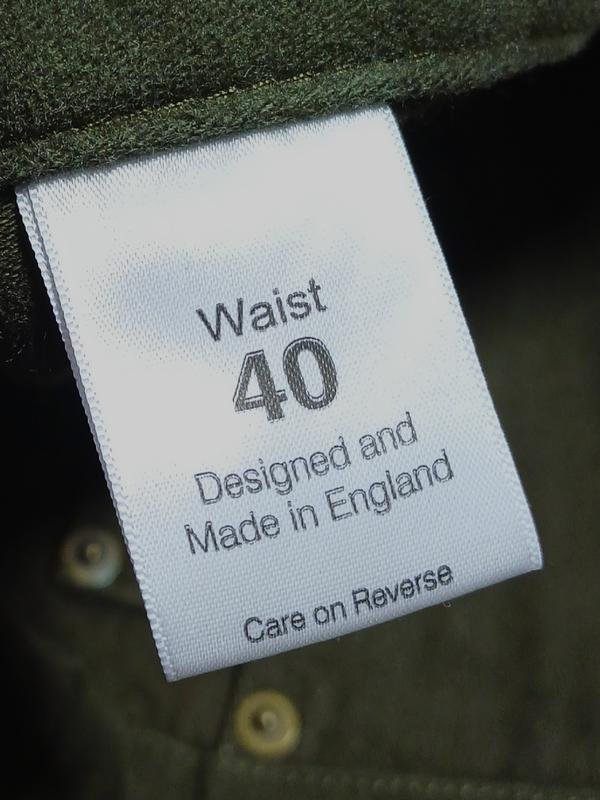 Waist
40
Designed and
Made in England
Care on Reverse